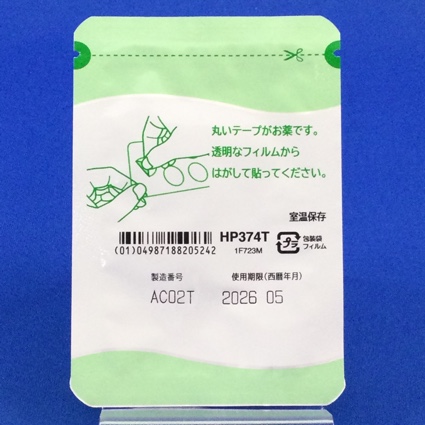 丸いテープがお薬です。
透明なフィルムから
はがして貼ってください。
室温保存
(01)04987188205242
HP374T
1F723M
プラ
包装袋
フィルム
製造番号
使用期限(西暦年月)
AC02T
2026 05